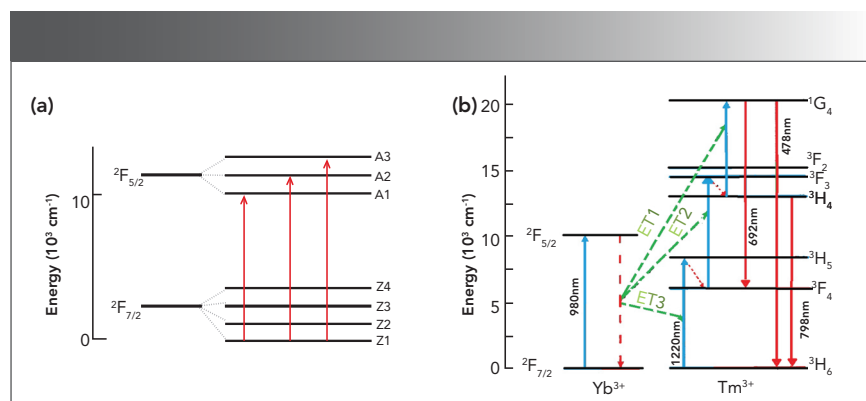 (a)
Energy (10³ cm⁻¹)
10
0
²F₅/₂
²F₇/₂
A3
A2
A1
Z4
Z3
Z2
Z1
(b)
Energy (10³ cm⁻¹)
20
15
10
5
0
²F₅/₂
²F₇/₂
980nm
Yb³⁺
ET1
ET2
ET3
1220nm
692nm
478nm
798nm
¹G₄
³F₂
³F₃
³H₄
³H₅
³F₄
³H₆
Tm³⁺